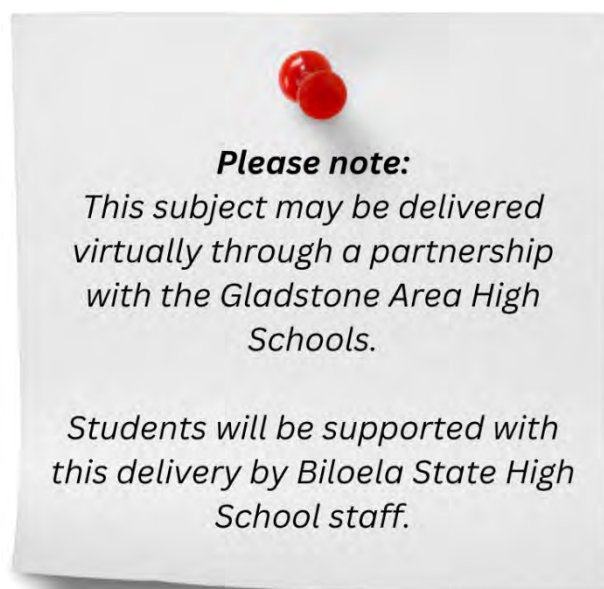 Please note:
This subject may be delivered
virtually through a partnership
with the Gladstone Area High
Schools.
Students will be supported with
this delivery by Biloela State High
School staff.